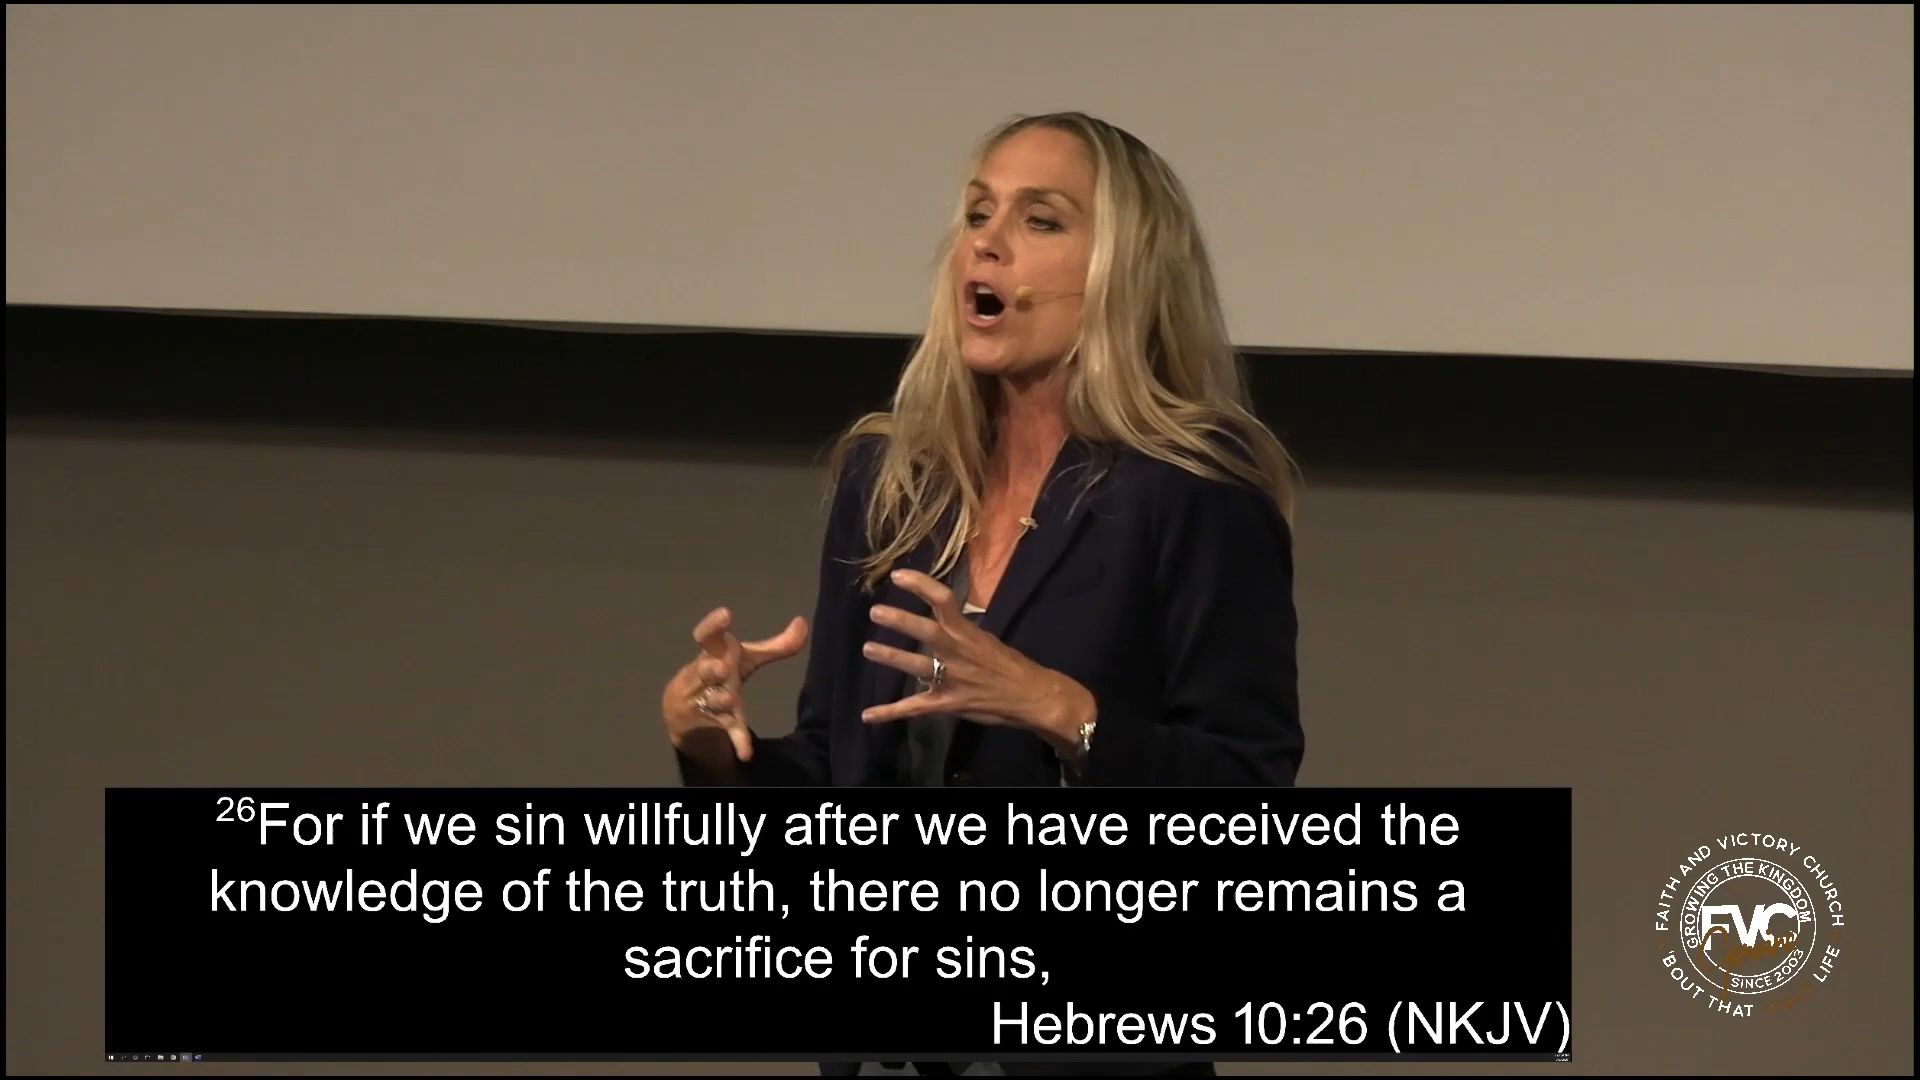 26For if we sin willfully after we have received the
knowledge of the truth, there no longer remains a
sacrifice for sins,
Hebrews 10:26 (NKJV)
FAITH AND VICTORY CHURCH
GROWING THE KINGDOM
FVC
SINCE 2003
'BOUT THAT
LIFE